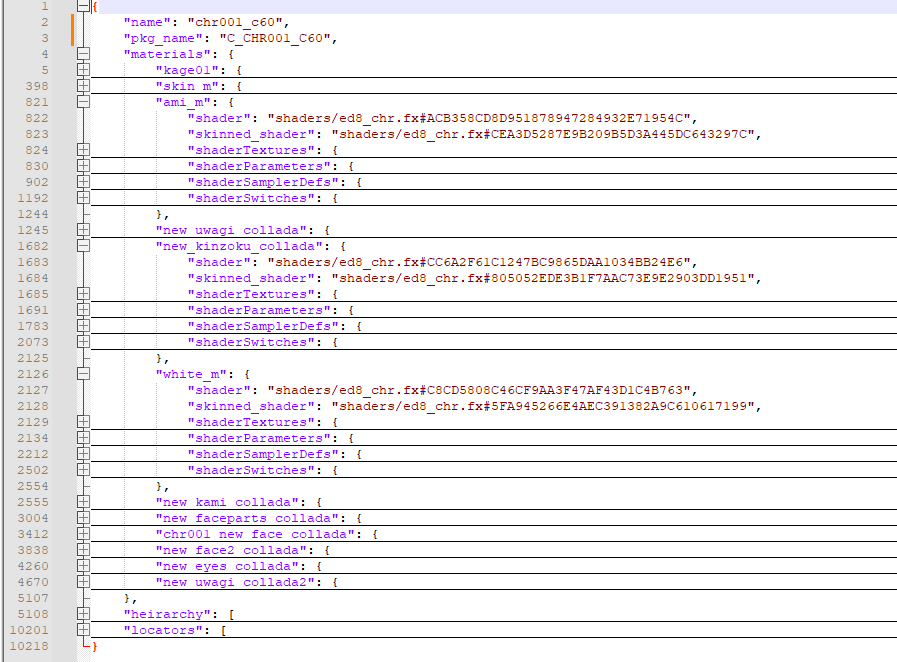 1 {
2 "name": "chr001_c60",
3 "pkg_name": "C_CHR001_C60",
4 "materials": {
5 "kage01": {
398 "skin_m": {
821 "ami_m": {
822 "shader": "shaders/ed8_chr.fx#ACB358CD8D951878947284932E71954C",
823 "skinned_shader": "shaders/ed8_chr.fx#CEA3D5287E9B209B5D3A445DC643297C",
824 "shaderTextures": {
830 "shaderParameters": {
902 "shaderSamplerDefs": {
1192 "shaderSwitches": {
1214 },
1245 "new_uwagi_collada": {
1682 "new_kinzoku_collada": {
1683 "shader": "shaders/ed8_chr.fx#CC6A2F61C1247BC9865DAA1034BB24E6",
1684 "skinned_shader": "shaders/ed8_chr.fx#805052EDE3B1F7AAC73E9E2903DD1951",
1685 "shaderTextures": {
1691 "shaderParameters": {
1783 "shaderSamplerDefs": {
2073 "shaderSwitches": {
2125 },
2126 "white_m": {
2127 "shader": "shaders/ed8_chr.fx#C8CD5808C46CF9AA3F47AF43D1C4B763",
2128 "skinned_shader": "shaders/ed8_chr.fx#5FA945266E4AEC391382A9C610617199",
2129 "shaderTextures": {
2134 "shaderParameters": {
2212 "shaderSamplerDefs": {
2502 "shaderSwitches": {
2554 },
2555 "new_kami_collada": {
3004 "new_faceparts_collada": {
3412 "chr001_new_face_collada": {
3838 "new_face2_collada": {
4260 "new_eyes_collada": {
4670 "new_uwagi_collada2": {
5107 },
5108 "heirarchy": [
10201 "locators": [
10218 }